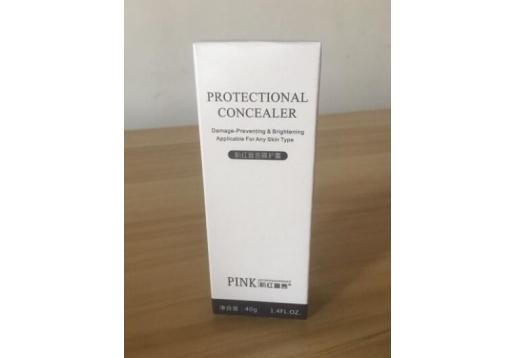 PROTECTIONAL
CONCEALER
Damage-Preventing & Brightening
Applicable For Any Skin Type
PINK
净含量：40g 1.4FL.OZ.